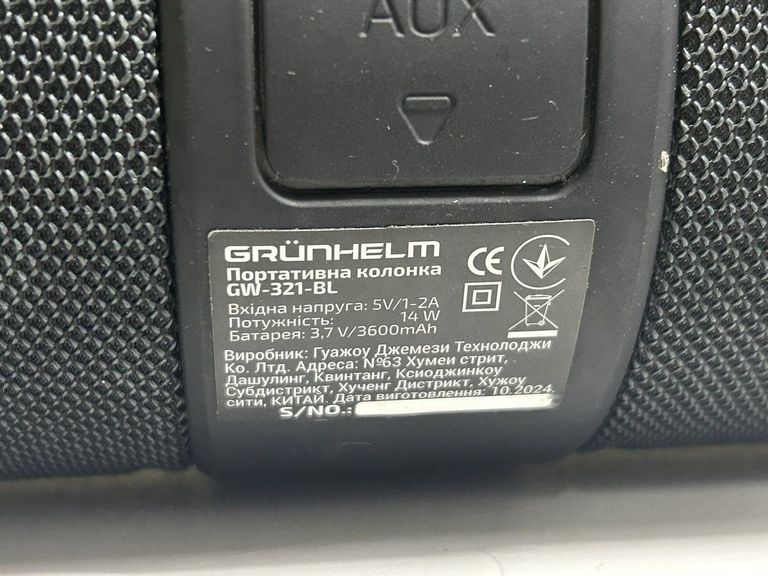 AUX
GRÜNHELM
Портативна колонка
GW-321-BL
CE
Вхідна напруга: 5V/1-2A
Потужність: 14 W
Батарея: 3,7 V/3600mAh
Виробник: Гуажоу Джемези Технолоджи
Ко. Лтд. Адреса: №63 Хумеи стрит,
Дашулинг, Квинтанг, Ксиоджинкоу
Субдистрикт, Хученг Дистрикт, Хужоу
сити, КИТАЙ. Дата виготовлення: 10.2024.
S/NO.: